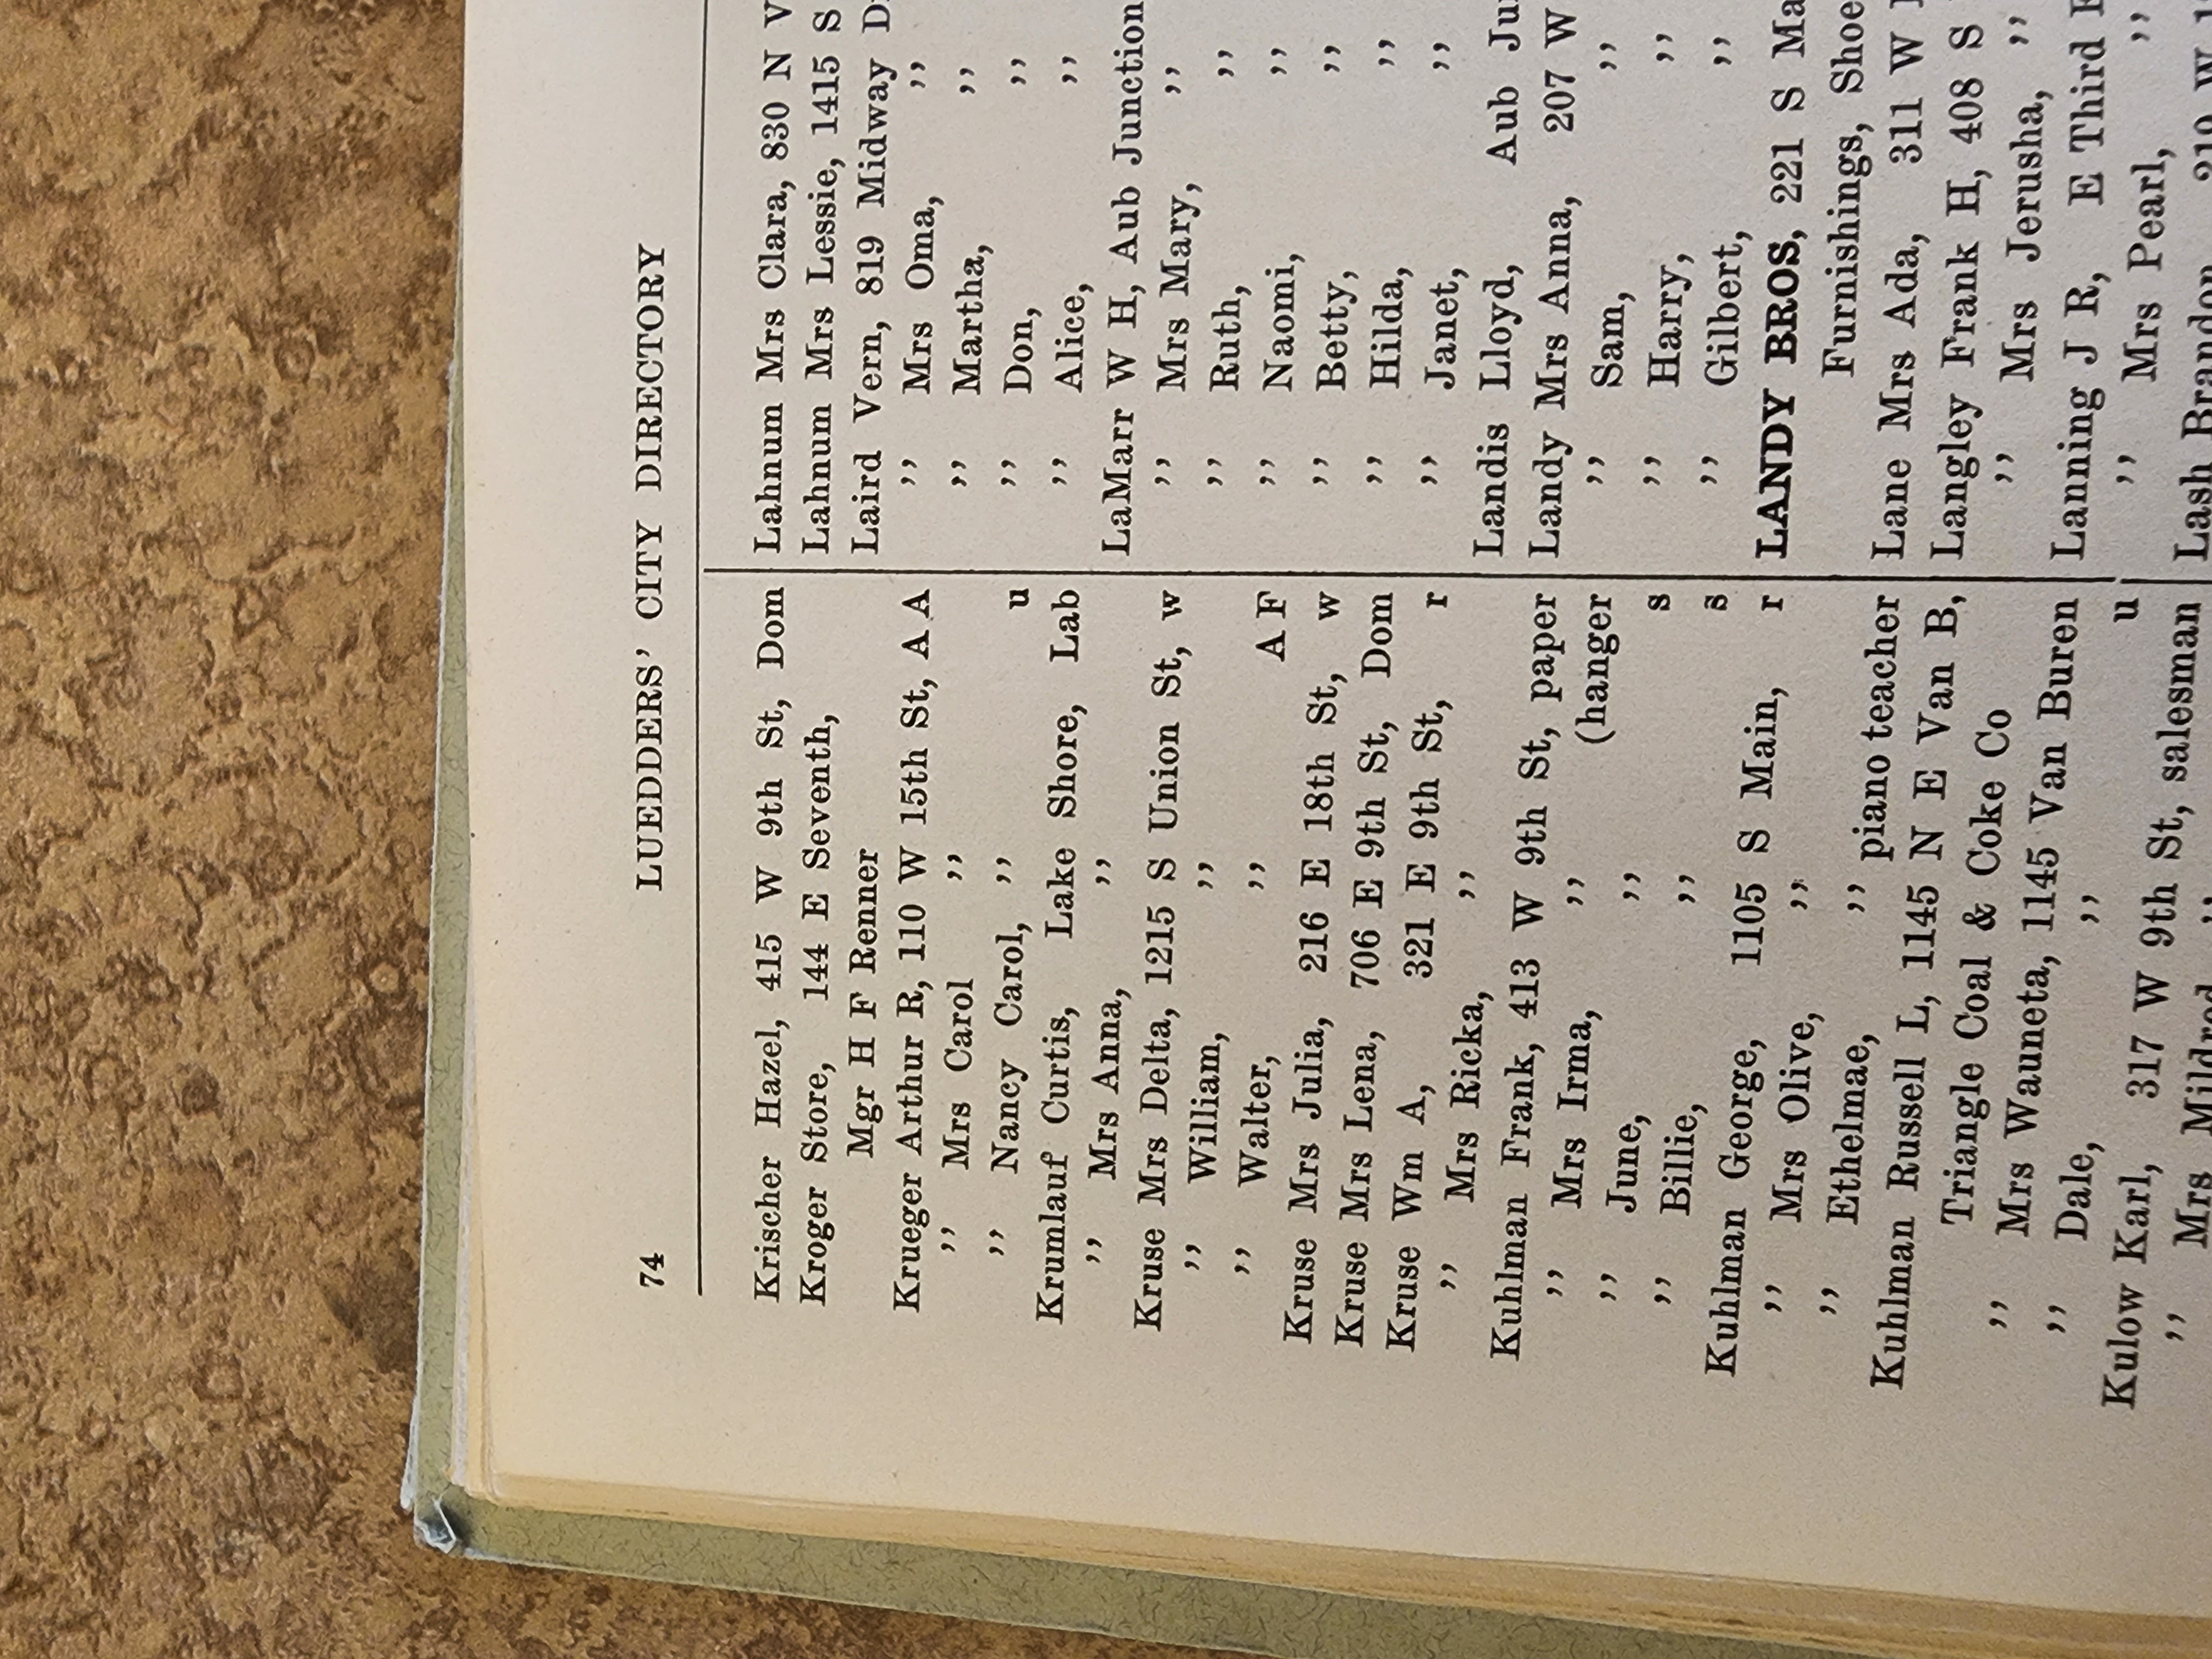 74 LUEDDERS' CITY DIRECTORY
Krischer Hazel, 415 W 9th St, Dom
Kroger Store, 144 E Seventh,
Mgr H F Renner
Krueger Arthur R, 110 W 15th St, A A
,, Mrs Carol ,,
,, Nancy Carol, ,, u
Krumlauf Curtis, Lake Shore, Lab
,, Mrs Anna, ,,
Kruse Mrs Delta, 1215 S Union St, w
,, William, ,,
,, Walter, ,, A F
Kruse Mrs Julia, 216 E 18th St, w
Kruse Mrs Lena, 706 E 9th St, Dom
Kruse Wm A, 321 E 9th St, r
,, Mrs Ricka, ,,
Kuhlman Frank, 413 W 9th St, paper
,, Mrs Irma, ,, (hanger
,, June, ,,
,, Billie, ,, s
Kuhlman George, 1105 S Main, s
,, Mrs Olive, ,, r
,, Ethelmae, ,, piano teacher
Kuhlman Russell L, 1145 N E Van B,
Triangle Coal & Coke Co
,, Mrs Wauneta, 1145 Van Buren
,, Dale, ,, u
Kulow Karl, 317 W 9th St, salesman
,, Mrs Mildred ,,
Lahnum Mrs Clara, 830 N V
Lahnum Mrs Lessie, 1415 S
Laird Vern, 819 Midway D
,, Mrs Oma, ,,
,, Martha, ,,
,, Don, ,,
,, Alice, ,,
LaMarr W H, Aub Junction
,, Mrs Mary, ,,
,, Ruth, ,,
,, Naomi, ,,
,, Betty, ,,
,, Hilda, ,,
,, Janet, ,,
Landis Lloyd, Aub Ju
Landy Mrs Anna, 207 W
,, Sam, ,,
,, Harry, ,,
,, Gilbert, ,,
LANDY BROS, 221 S Ma
Furnishings, Shoe
Lane Mrs Ada, 311 W
Langley Frank H, 408 S
,, Mrs Jerusha, ,,
Lanning J R, E Third
,, Mrs Pearl, ,,
Lash Brandon, 210 W